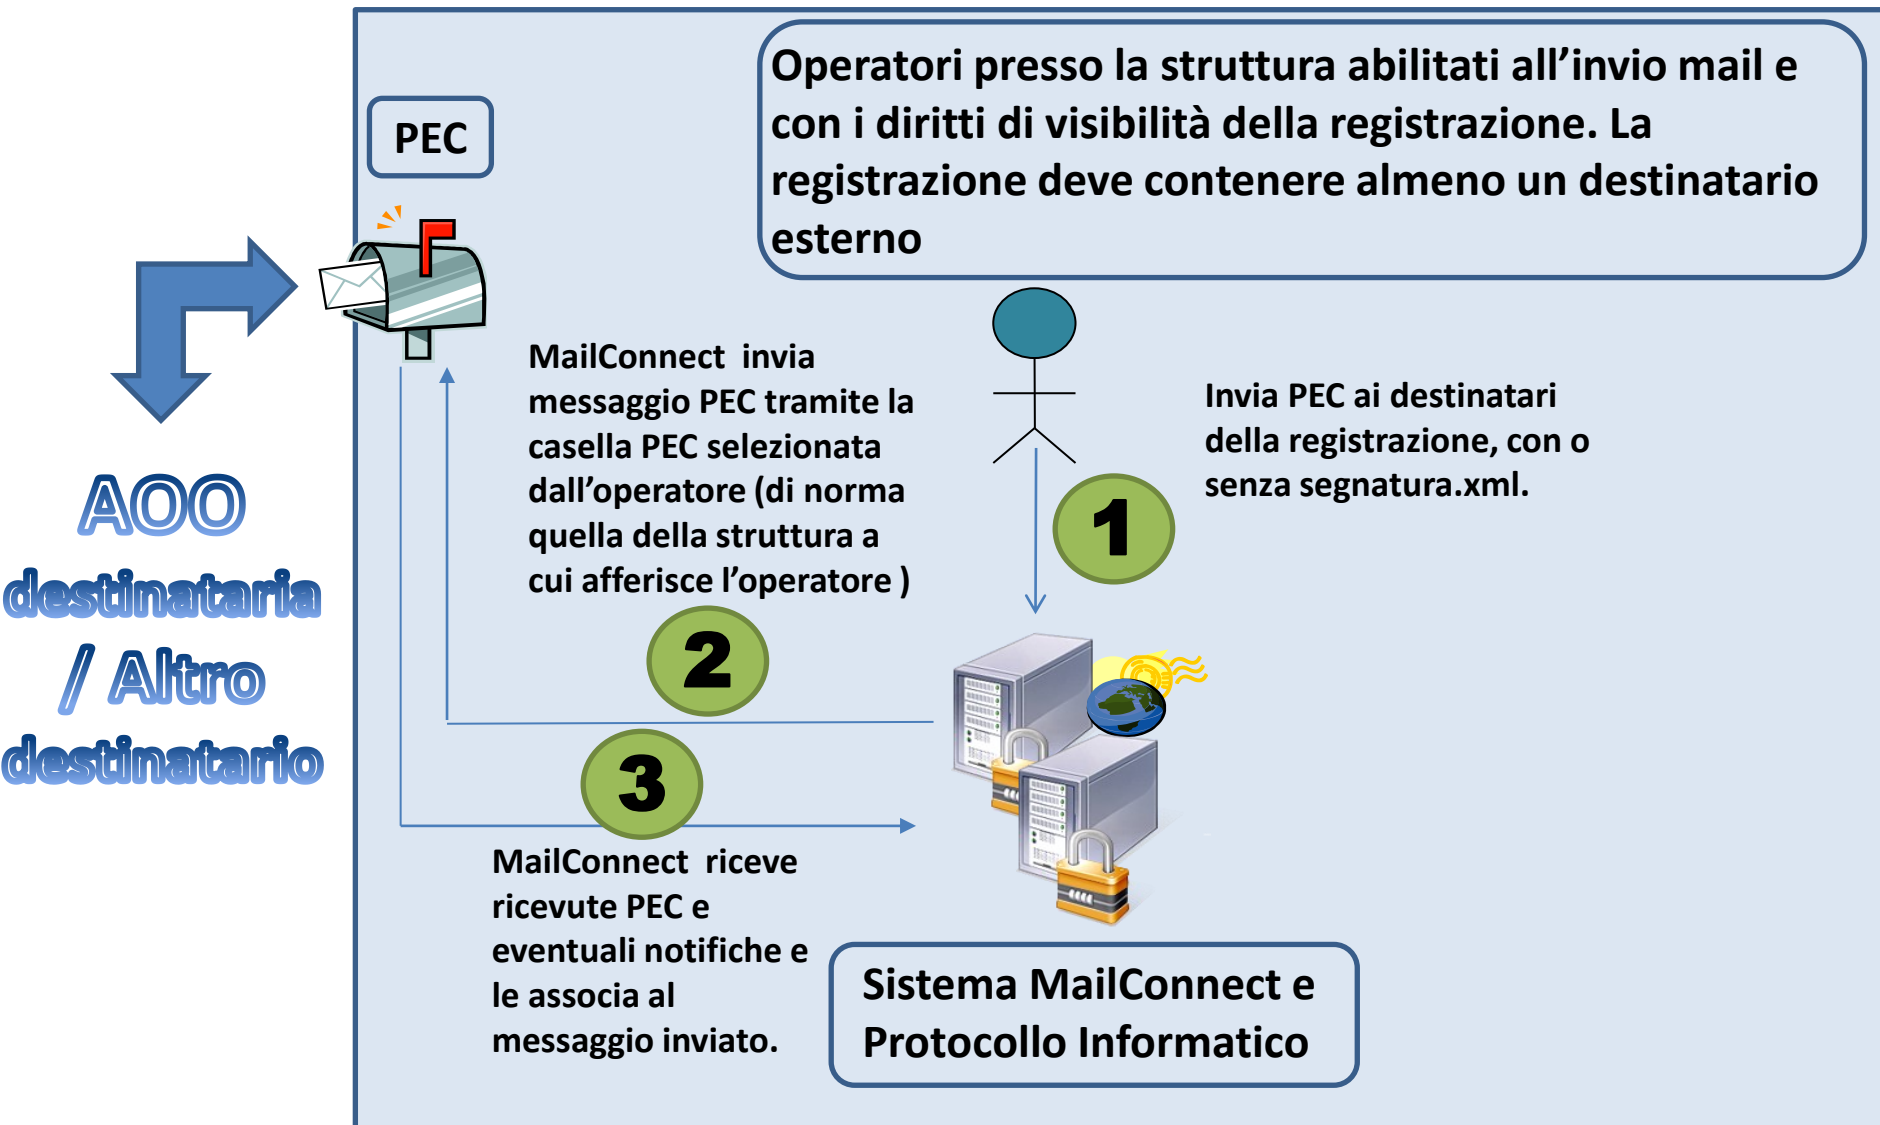 Operatori presso la struttura abilitati all’invio mail e
con i diritti di visibilità della registrazione. La
registrazione deve contenere almeno un destinatario
esterno
PEC
MailConnect  invia
messaggio PEC tramite la
casella PEC selezionata
dall’operatore (di norma
quella della struttura a
cui afferisce l’operatore )
Invia PEC ai destinatari
della registrazione, con o
senza segnatura.xml.
1
AOO
destinataria
/ Altro
destinatario
2
3
MailConnect  riceve
ricevute PEC e
eventuali notifiche e
le associa al
messaggio inviato.
Sistema MailConnect e
Protocollo Informatico